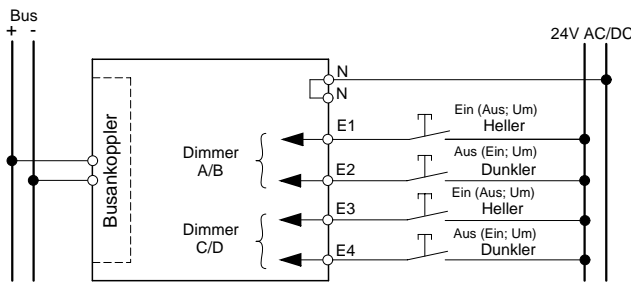 Bus
+ -
24V AC/DC
N
N
Busankoppler
Dimmer
A/B
E1
Ein (Aus; Um)
Heller
E2
Aus (Ein; Um)
Dunkler
Dimmer
C/D
E3
Ein (Aus; Um)
Heller
E4
Aus (Ein; Um)
Dunkler